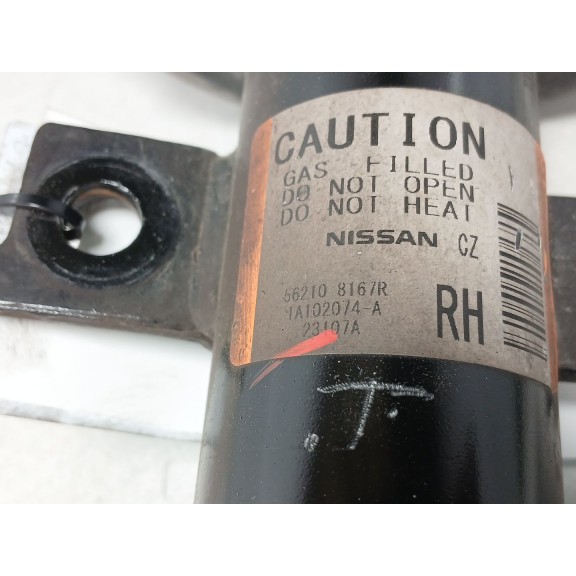 CAUTION
GAS FILLED
DO NOT OPEN
DO NOT HEAT
NISSAN CZ
56210 8167R
1A102074-A
23107A
RH